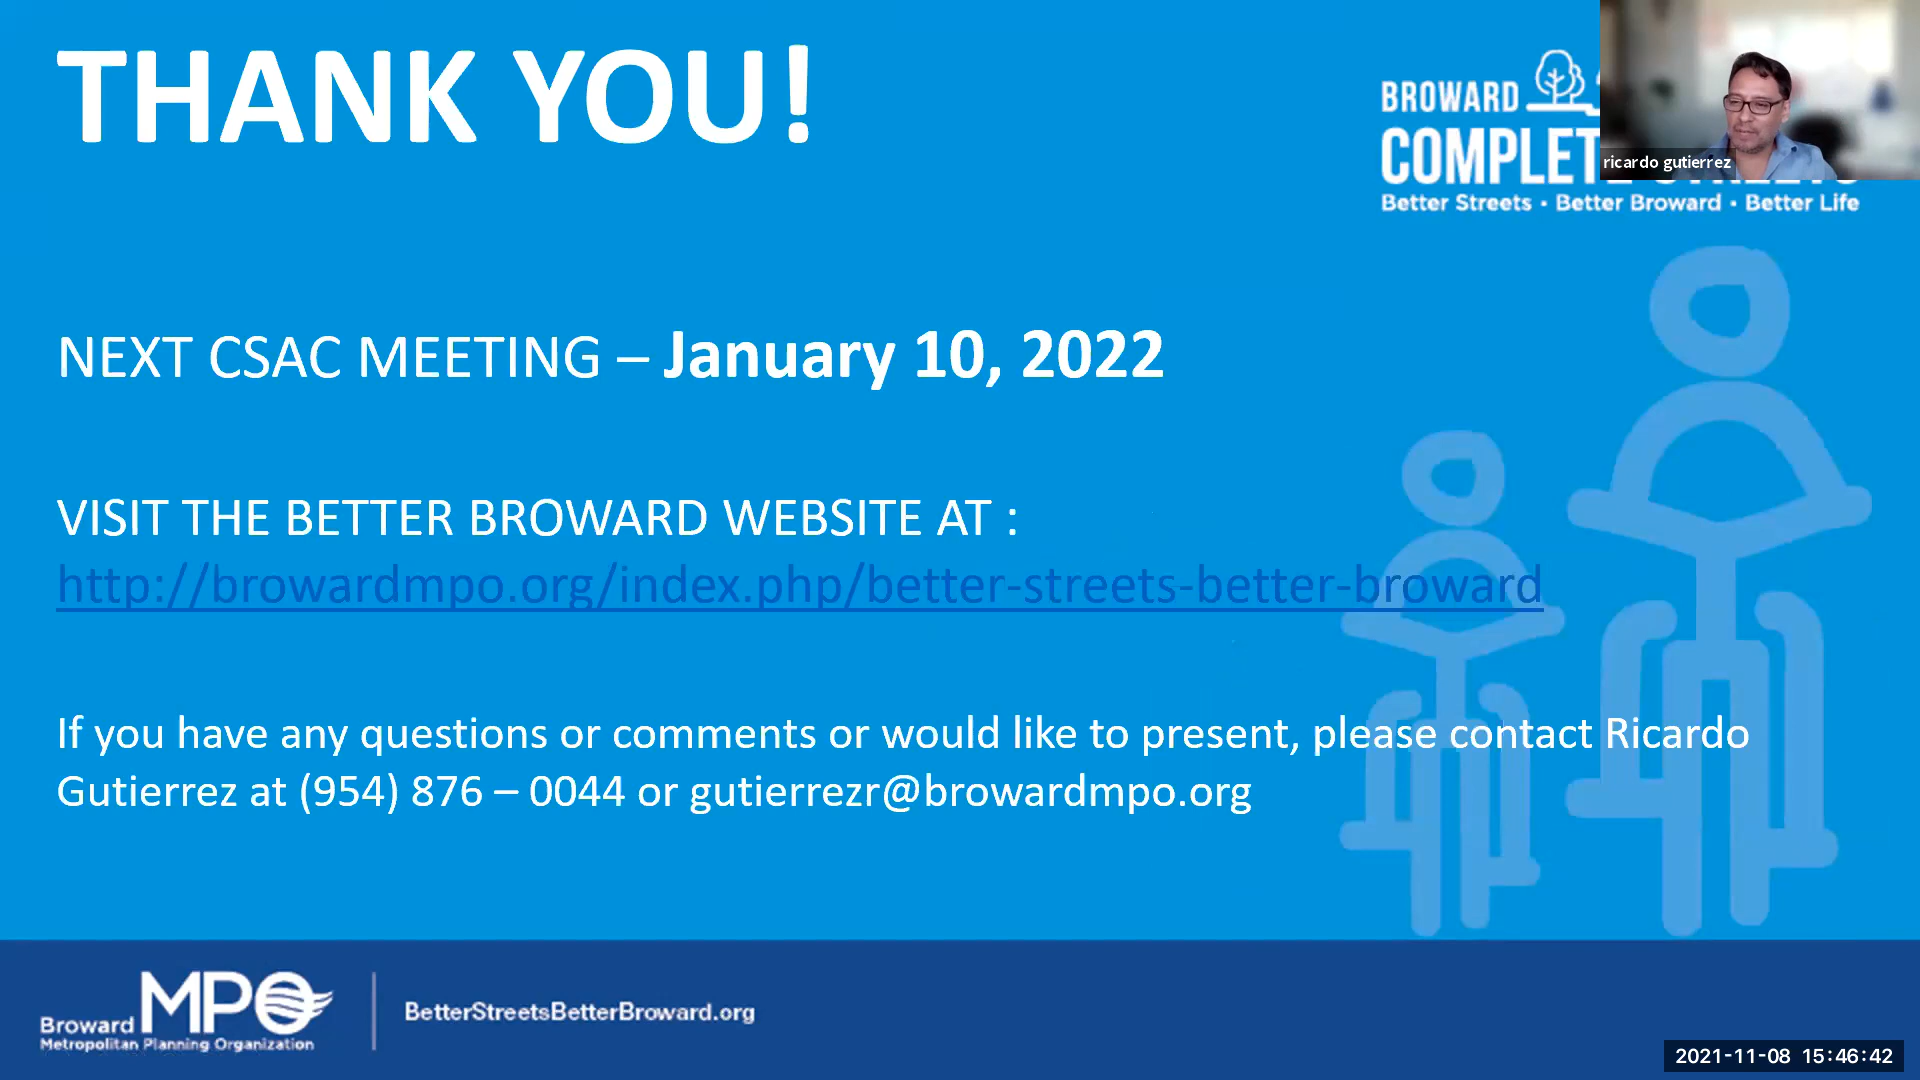 THANK YOU!
BROWARD
COMPLETE
ricardo gutierrez
Better Streets • Better Broward • Better Life
NEXT CSAC MEETING – January 10, 2022
VISIT THE BETTER BROWARD WEBSITE AT :
http://browardmpo.org/index.php/better-streets-better-broward
If you have any questions or comments or would like to present, please contact Ricardo
Gutierrez at (954) 876 – 0044 or gutierrezr@browardmpo.org
Broward MPO
Metropolitan Planning Organization
BetterStreetsBetterBroward.org
2021-11-08 15:46:42